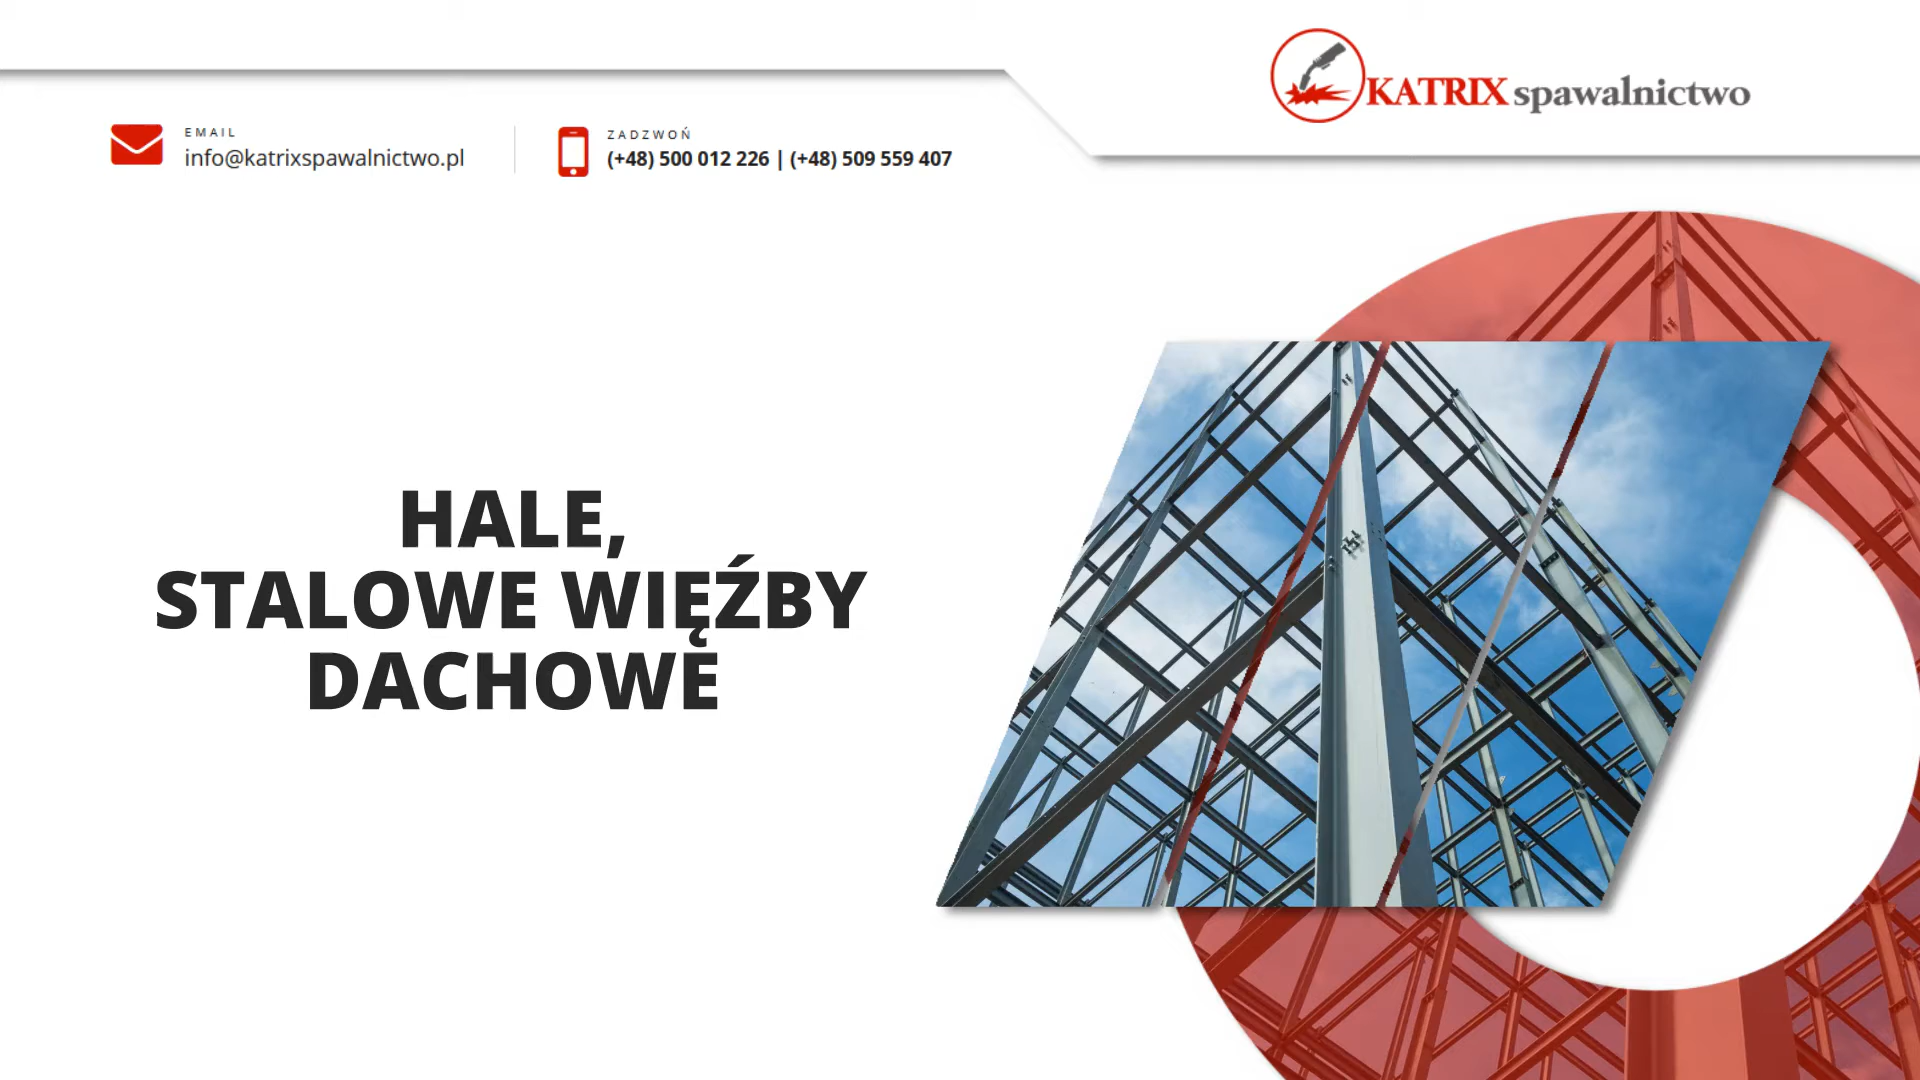 KATRIX spawalnictwo
EMAIL
info@katrixspawalnictwo.pl
ZADZWOŃ
(+48) 500 012 226 | (+48) 509 559 407
HALE,
STALOWE WIĘŹBY
DACHOWE